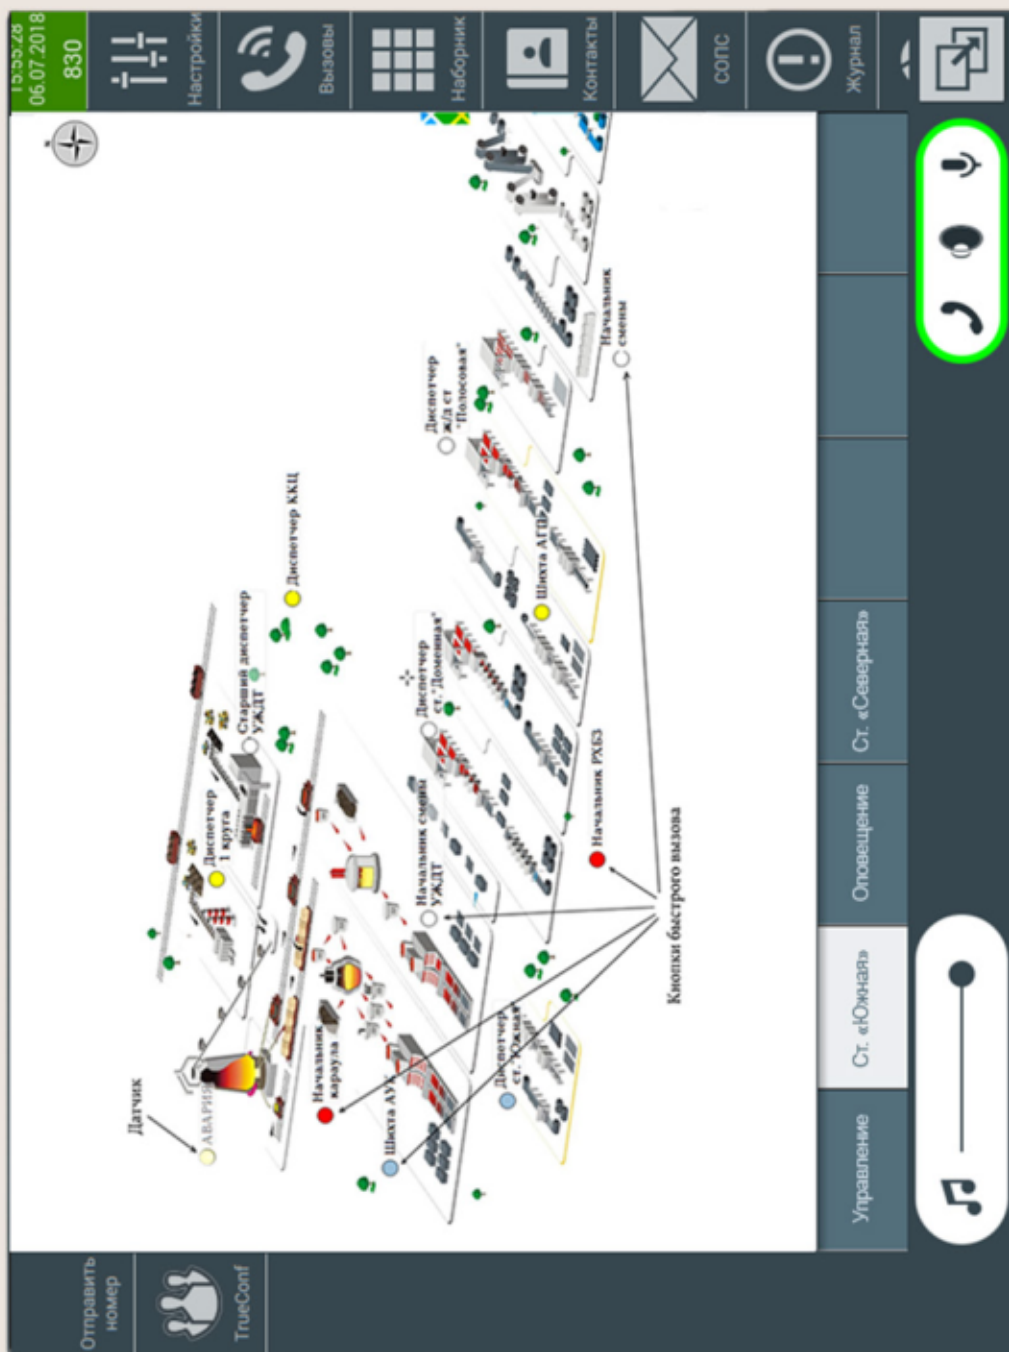 Отправить
номер
TrueConf
15:55:28
06.07.2018
830
Настройки
Вызовы
Наборник
Контакты
СОПС
Журнал
Датчик
АВАРИЯ
Диспетчер
1 круга
Старший диспетчер
УЖДТ
Диспетчер ККЦ
Начальник
караула
Шихта АУК
Начальник смены
УЖДТ
Диспетчер
ст."Доменная"
Диспетчер
ж/д ст
"Полосовая"
Диспетчер
ст. "Южная"
Шихта АГЦ
Начальник РХБЗ
Начальник
смены
Кнопки быстрого вызова
Управление
Ст. «Южная»
Оповещение
Ст. «Северная»